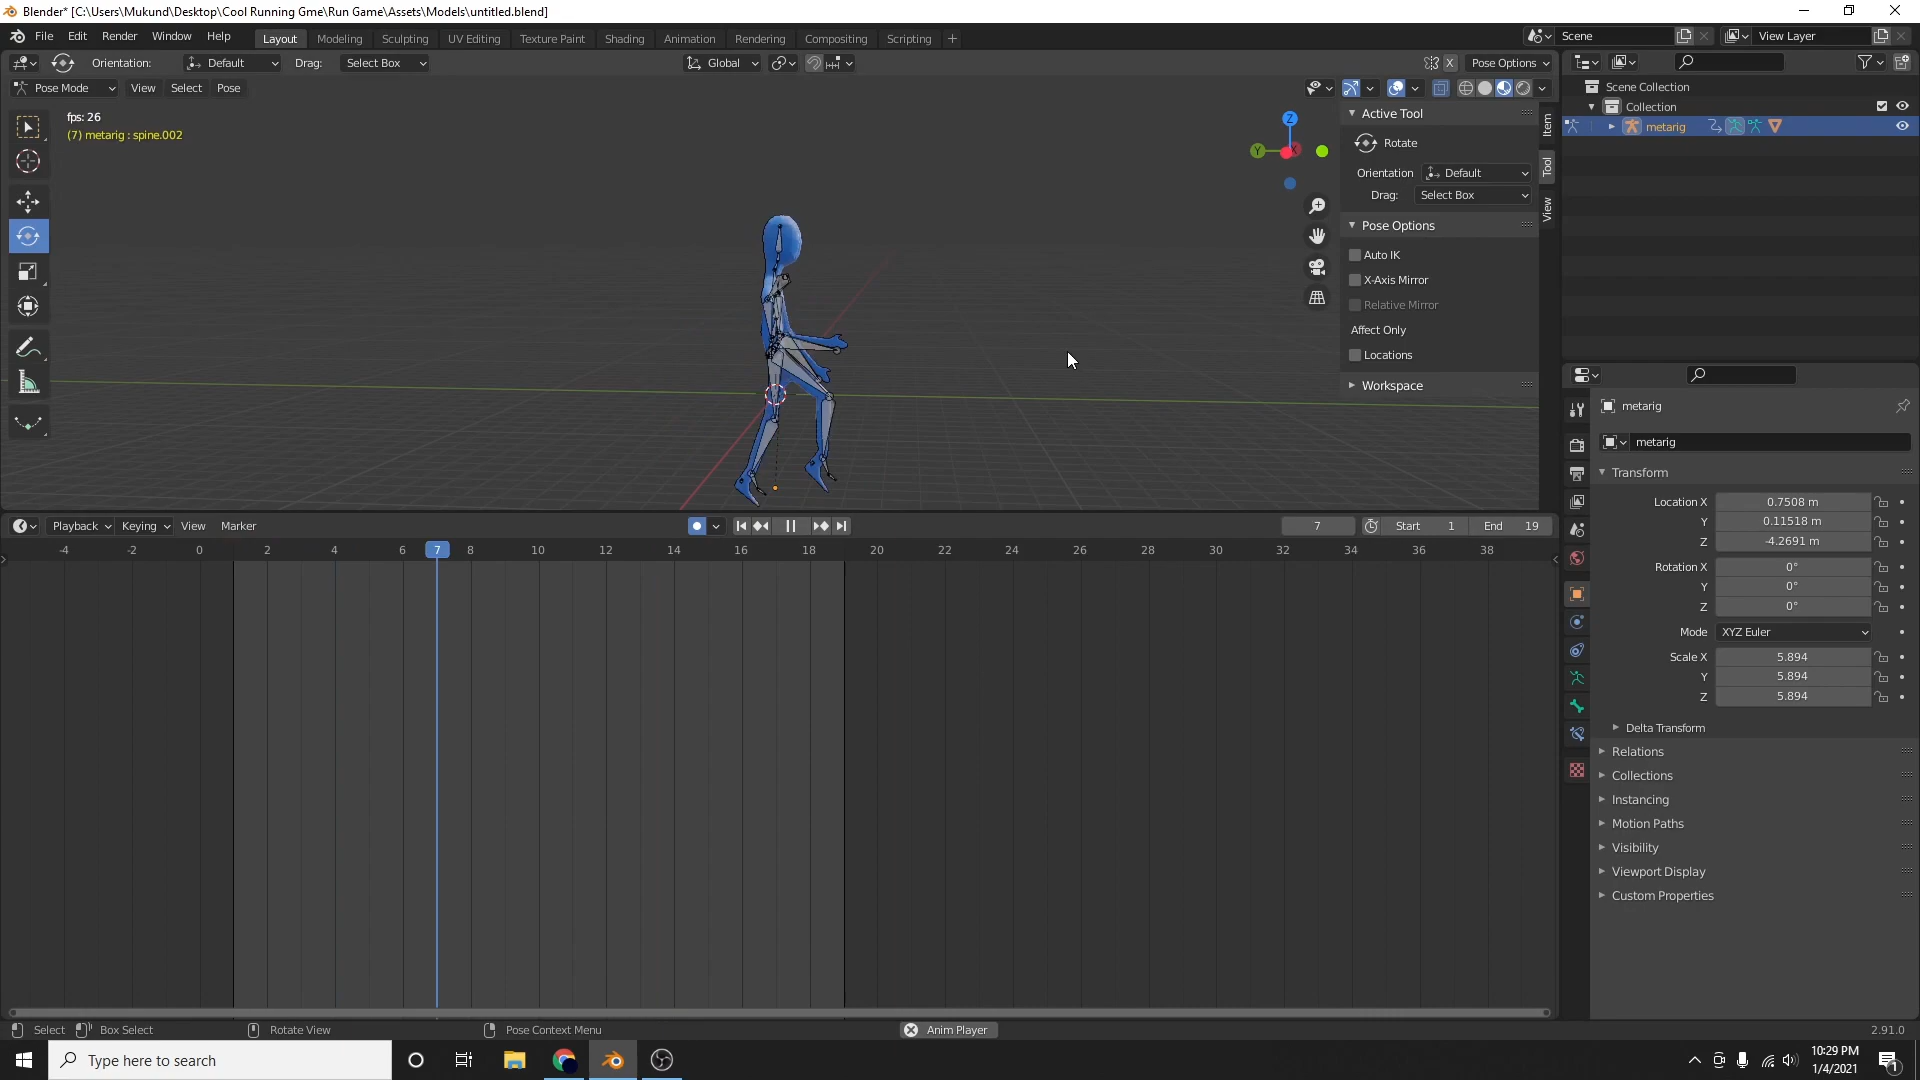 Blender* [C:\Users\Mukund\Desktop\Cool Running Gme\Run Game\Assets\Models\untitled.blend]
File Edit Render Window Help Layout Modeling Sculpting UV Editing Texture Paint Shading Animation Rendering Compositing Scripting Scene View Layer
Orientation: Default Drag: Select Box Global X Pose Options
Pose Mode View Select Pose
Scene Collection
Collection
metarig
fps: 26
(7) metarig : spine.002
Z
Y
X
Active Tool
Rotate
Orientation Default
Drag: Select Box
Pose Options
Auto IK
X-Axis Mirror
Relative Mirror
Affect Only
Locations
Workspace
Item
Tool
View
Playback Keying View Marker 7 Start 1 End 19
-4 -2 0 2 4 6 7 8 10 12 14 16 18 20 22 24 26 28 30 32 34 36 38
metarig
metarig
Transform
Location X 0.7508 m
Y 0.11518 m
Z -4.2691 m
Rotation X 0°
Y 0°
Z 0°
Mode XYZ Euler
Scale X 5.894
Y 5.894
Z 5.894
Delta Transform
Relations
Collections
Instancing
Motion Paths
Visibility
Viewport Display
Custom Properties
Select Box Select Rotate View Pose Context Menu Anim Player 2.91.0
Type here to search
10:29 PM
1/4/2021
1